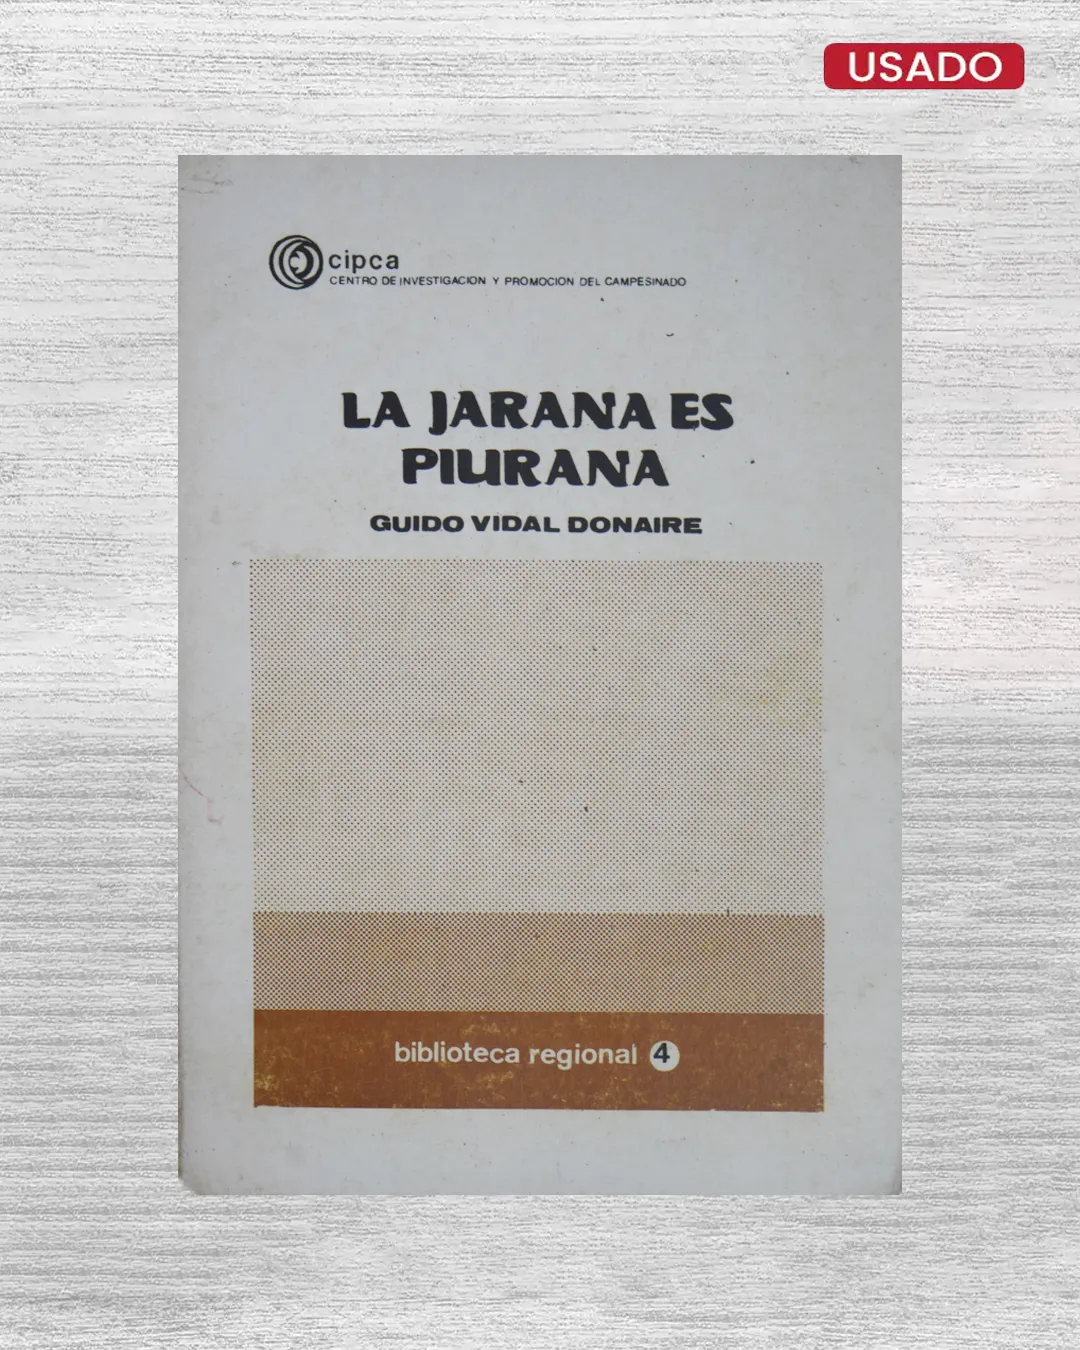 USADO
cipca
CENTRO DE INVESTIGACION Y PROMOCION DEL CAMPESINADO
LA JARANA ES
PIURANA
GUIDO VIDAL DONAIRE
biblioteca regional 4